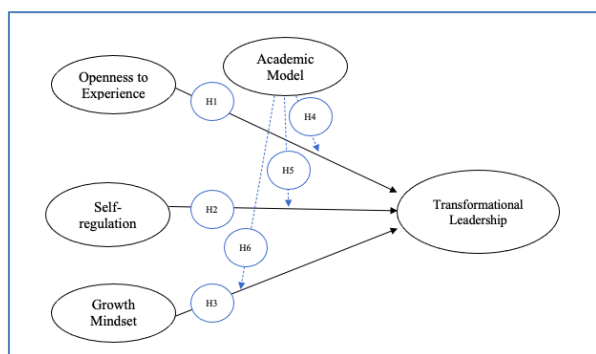 Academic
Model
Openness to
Experience
H1
H4
H5
Self-
regulation
H2
Transformational
Leadership
H6
Growth
Mindset
H3